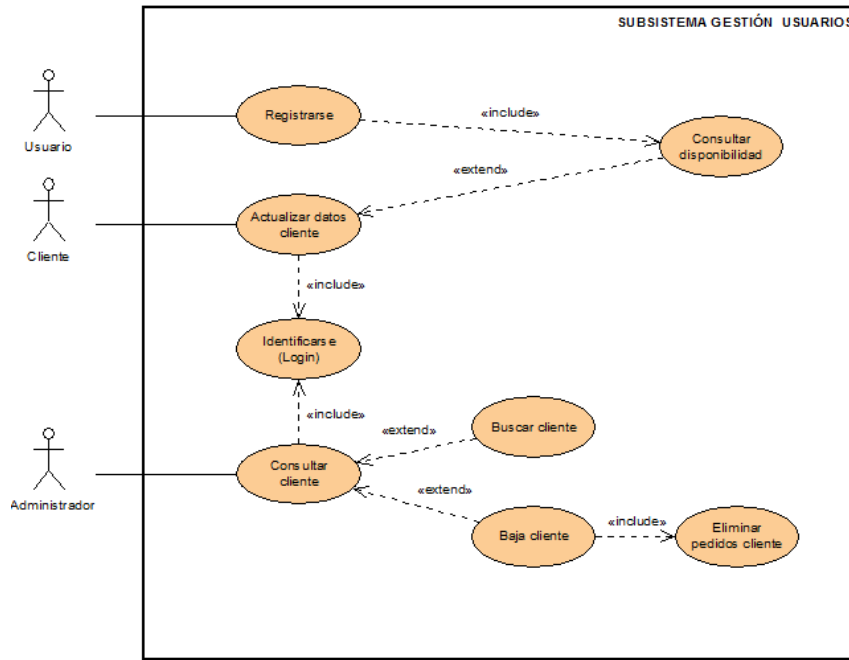 SUBSISTEMA GESTIÓN USUARIOS
Usuario
Registrarse
«include»
Consultar
disponibilidad
«extend»
Cliente
Actualizar datos
cliente
«include»
Identificarse
(Login)
«include»
Administrador
Consultar
cliente
«extend»
Buscar cliente
«extend»
Baja cliente
«include»
Eliminar
pedidos cliente